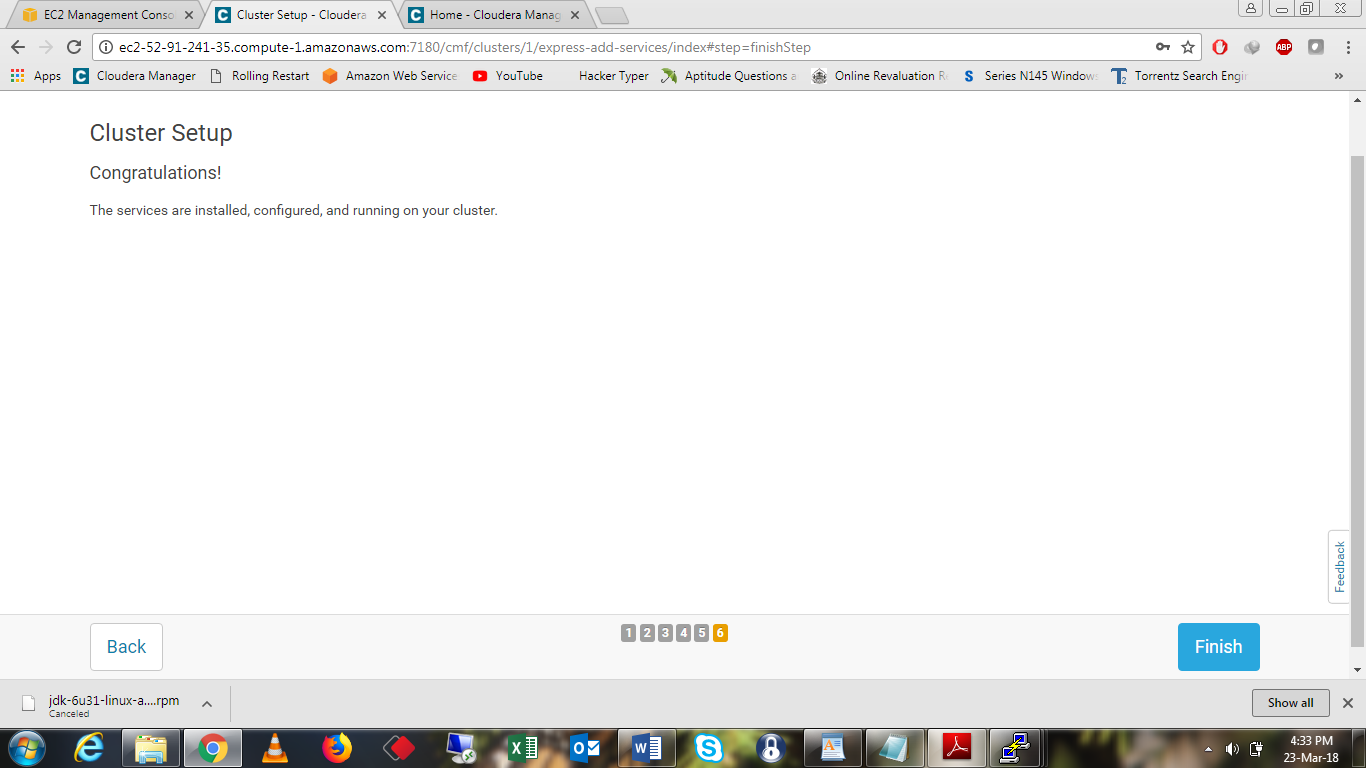 EC2 Management Conso
Cluster Setup - Cloudera
Home - Cloudera Manag
ec2-52-91-241-35.compute-1.amazonaws.com:7180/cmf/clusters/1/express-add-services/index#step=finishStep
ABP
Apps
C Cloudera Manager
Rolling Restart
Amazon Web Service
YouTube
Hacker Typer
Aptitude Questions a
Online Revaluation R
S Series N145 Window
T2 Torrentz Search Engi
»
Cluster Setup
Congratulations!
The services are installed, configured, and running on your cluster.
Feedback
Back
1 2 3 4 5 6
Finish
jdk-6u31-linux-a....rpm
Canceled
Show all
4:33 PM
23-Mar-18